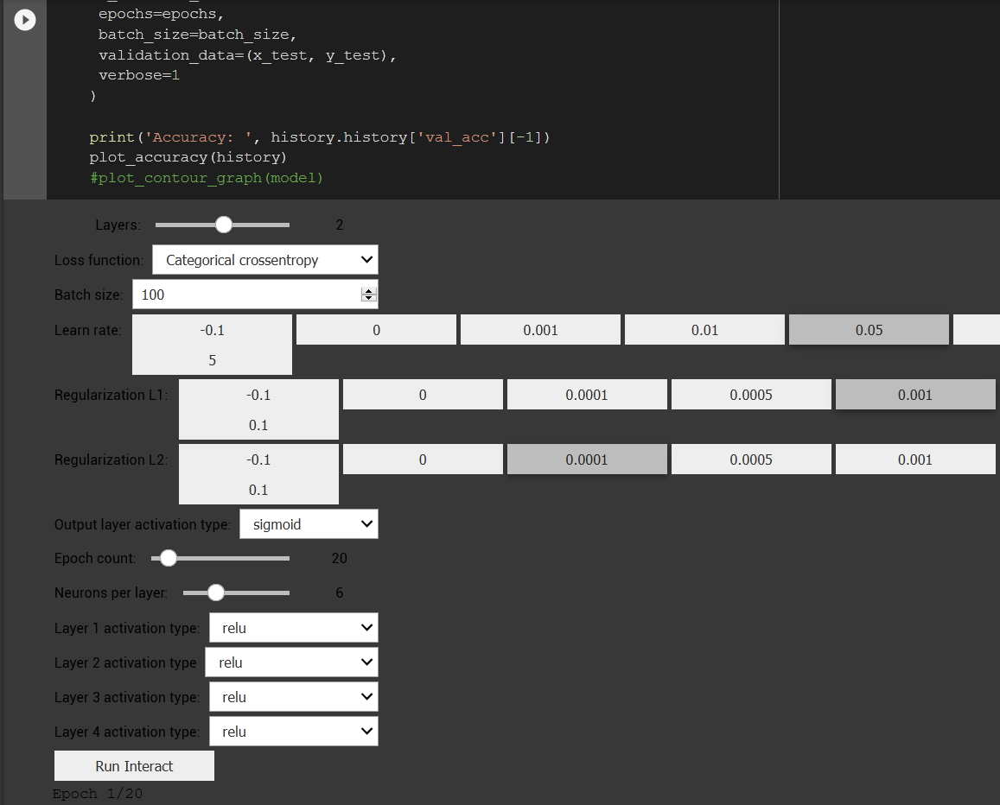 epochs=epochs,
batch_size=batch_size,
validation_data=(x_test, y_test),
verbose=1
)
print('Accuracy: ', history.history['val_acc'][-1])
plot_accuracy(history)
#plot_contour_graph(model)
Layers: 2
Loss function: Categorical crossentropy
Batch size: 100
Learn rate: -0.1 0 0.001 0.01 0.05
5
Regularization L1: -0.1 0 0.0001 0.0005 0.001
0.1
Regularization L2: -0.1 0 0.0001 0.0005 0.001
0.1
Output layer activation type: sigmoid
Epoch count: 20
Neurons per layer: 6
Layer 1 activation type: relu
Layer 2 activation type relu
Layer 3 activation type: relu
Layer 4 activation type: relu
Run Interact
Epoch 1/20